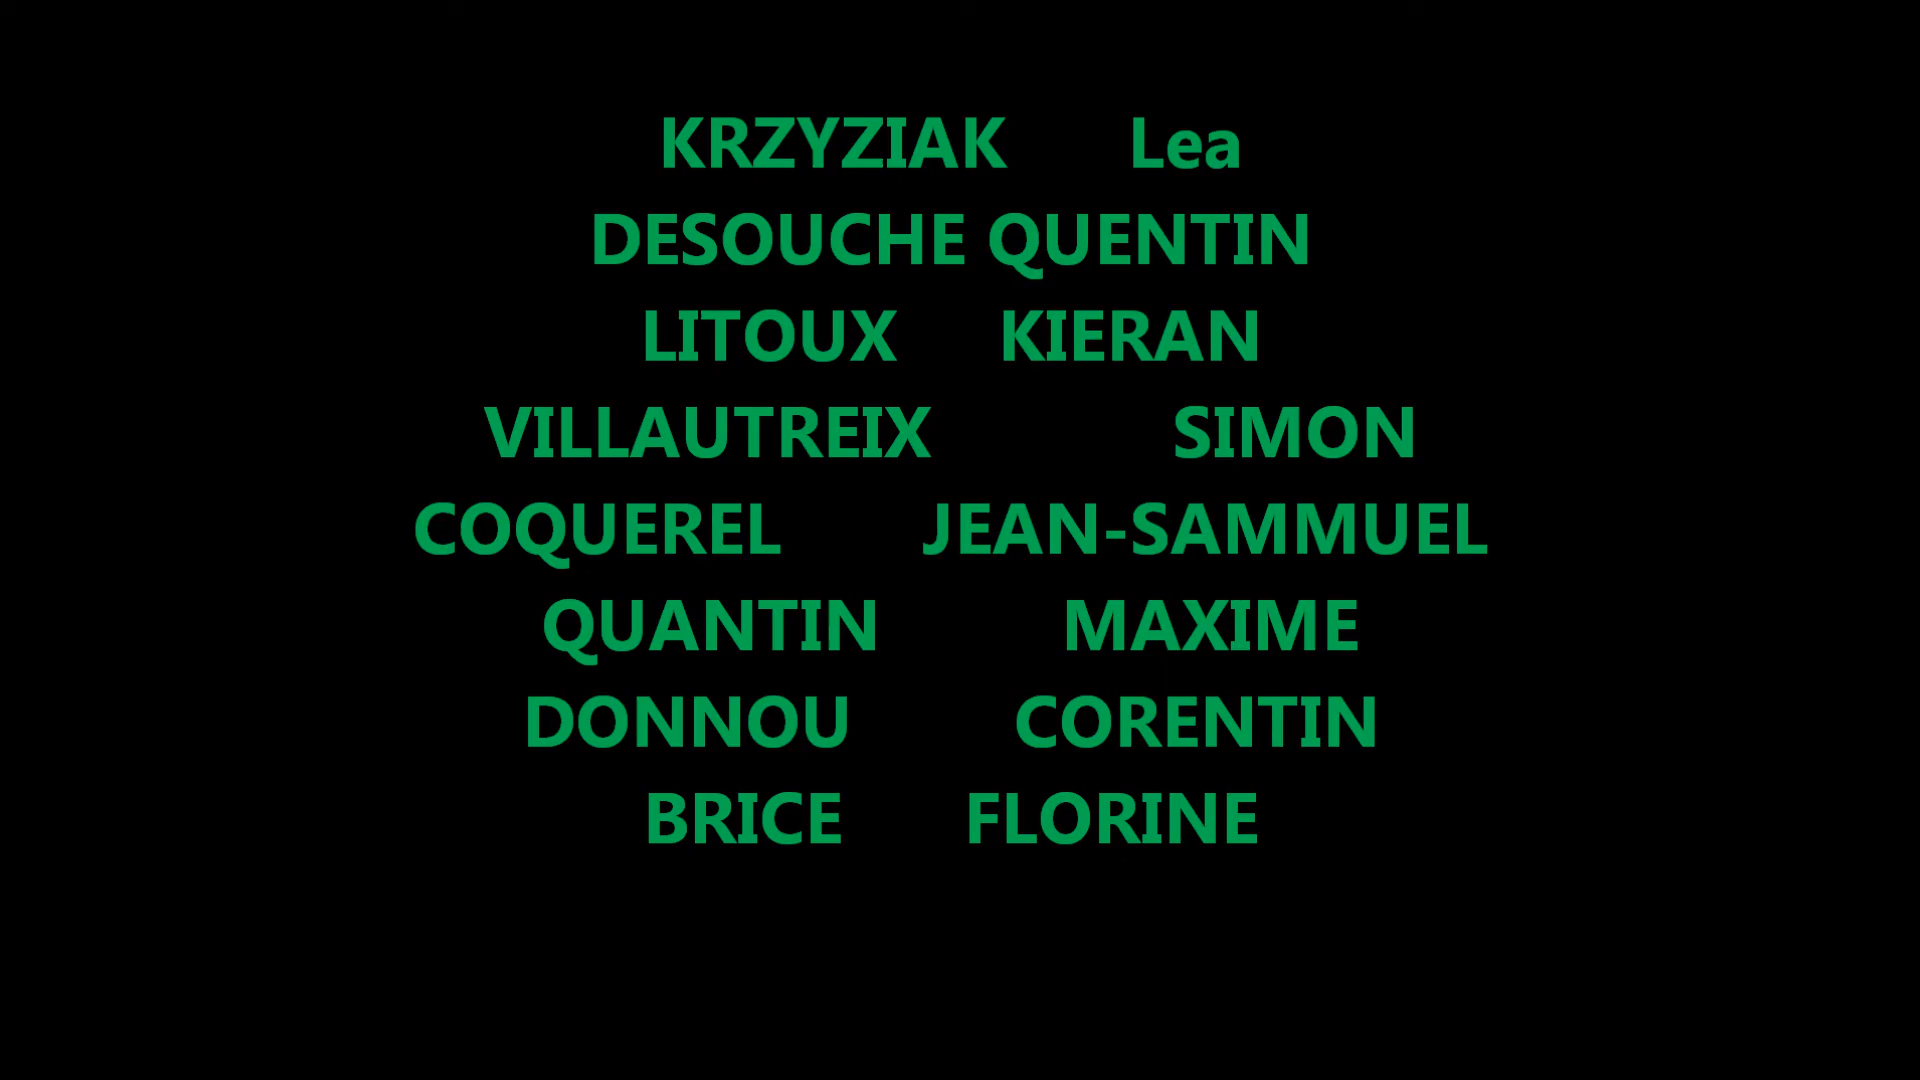 KRZYZIAK Lea
DESOUCHE QUENTIN
LITOUX KIERAN
VILLAUTREIX SIMON
COQUEREL JEAN-SAMMUEL
QUANTIN MAXIME
DONNOU CORENTIN
BRICE FLORINE